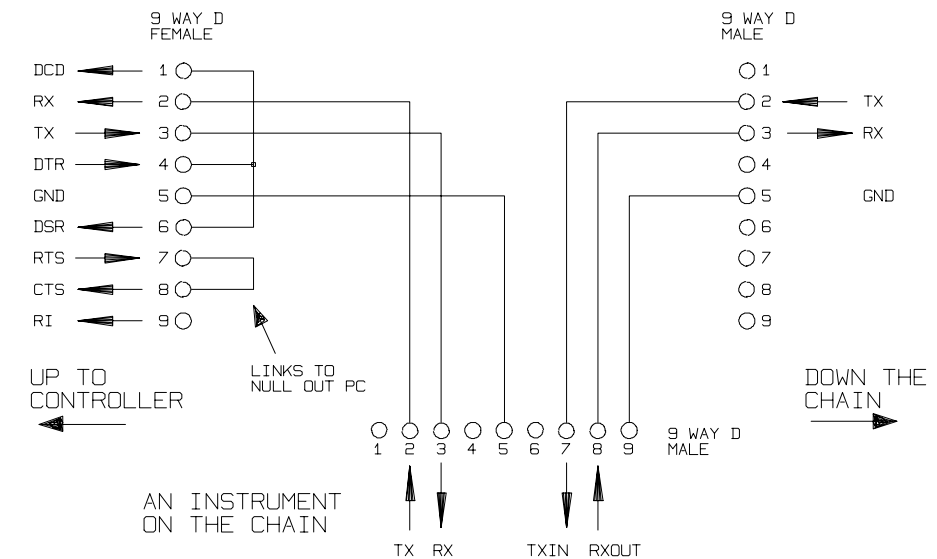 9 WAY D
FEMALE
9 WAY D
MALE
DCD 1
RX 2
TX 3
DTR 4
GND 5
DSR 6
RTS 7
CTS 8
RI 9
1
2 TX
3 RX
4
5 GND
6
7
8
9
LINKS TO
NULL OUT PC
UP TO
CONTROLLER
DOWN THE
CHAIN
1 2 3 4 5 6 7 8 9
9 WAY D
MALE
AN INSTRUMENT
ON THE CHAIN
TX RX TXIN RXOUT